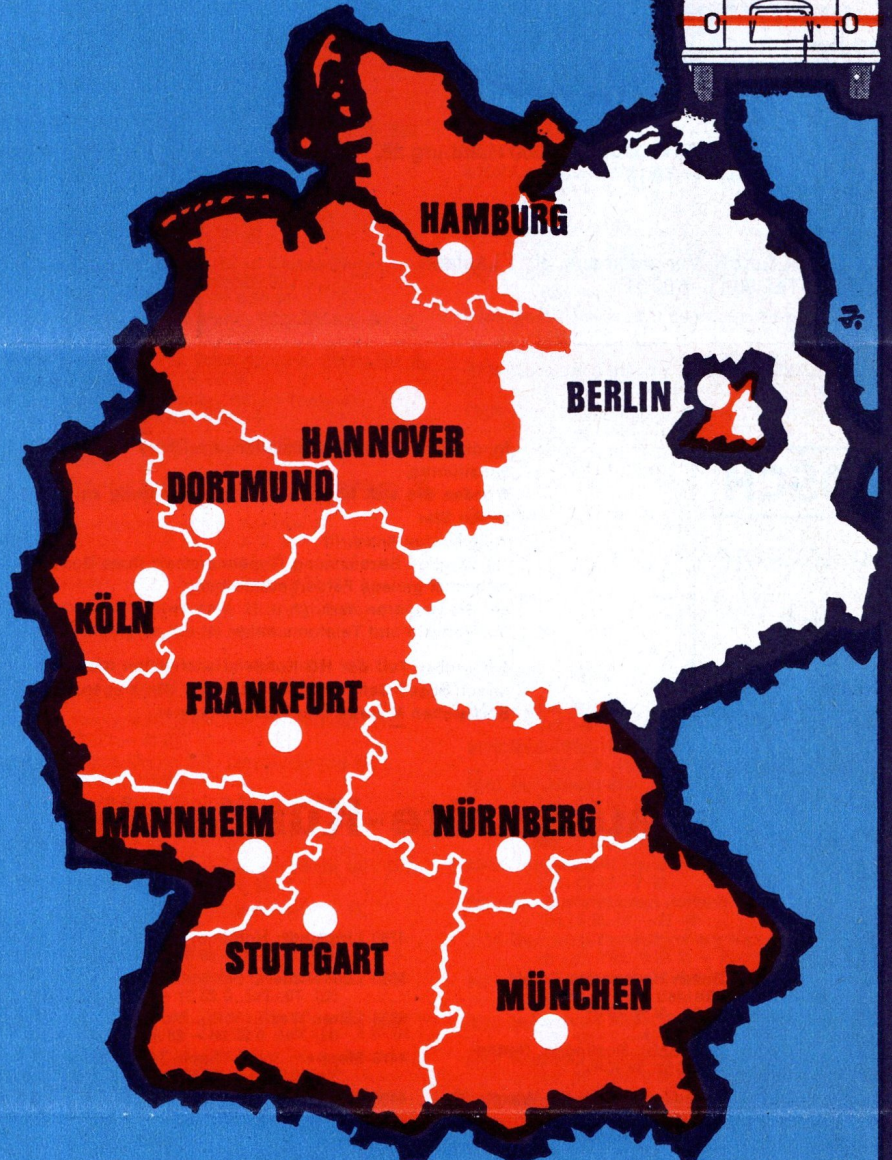 HAMBURG
BERLIN
HANNOVER
DORTMUND
KÖLN
FRANKFURT
MANNHEIM
NÜRNBERG
STUTTGART
MÜNCHEN